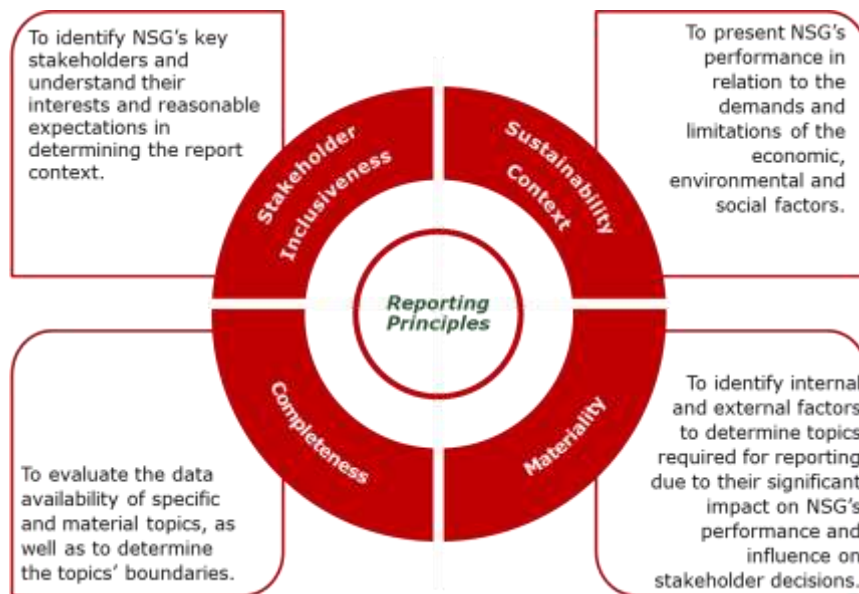 To identify NSG's key
stakeholders and
understand their
interests and reasonable
expectations in
determining the report
context.
To present NSG's
performance in
relation to the
demands and
limitations of the
economic,
environmental and
social factors.
Stakeholder
Inclusiveness
Sustainability
Context
Reporting
Principles
Completeness
Materiality
To evaluate the data
availability of specific
and material topics, as
well as to determine
the topics' boundaries.
To identify internal
and external factors
to determine topics
required for reporting
due to their significant
impact on NSG's
performance and
influence on
stakeholder decisions.